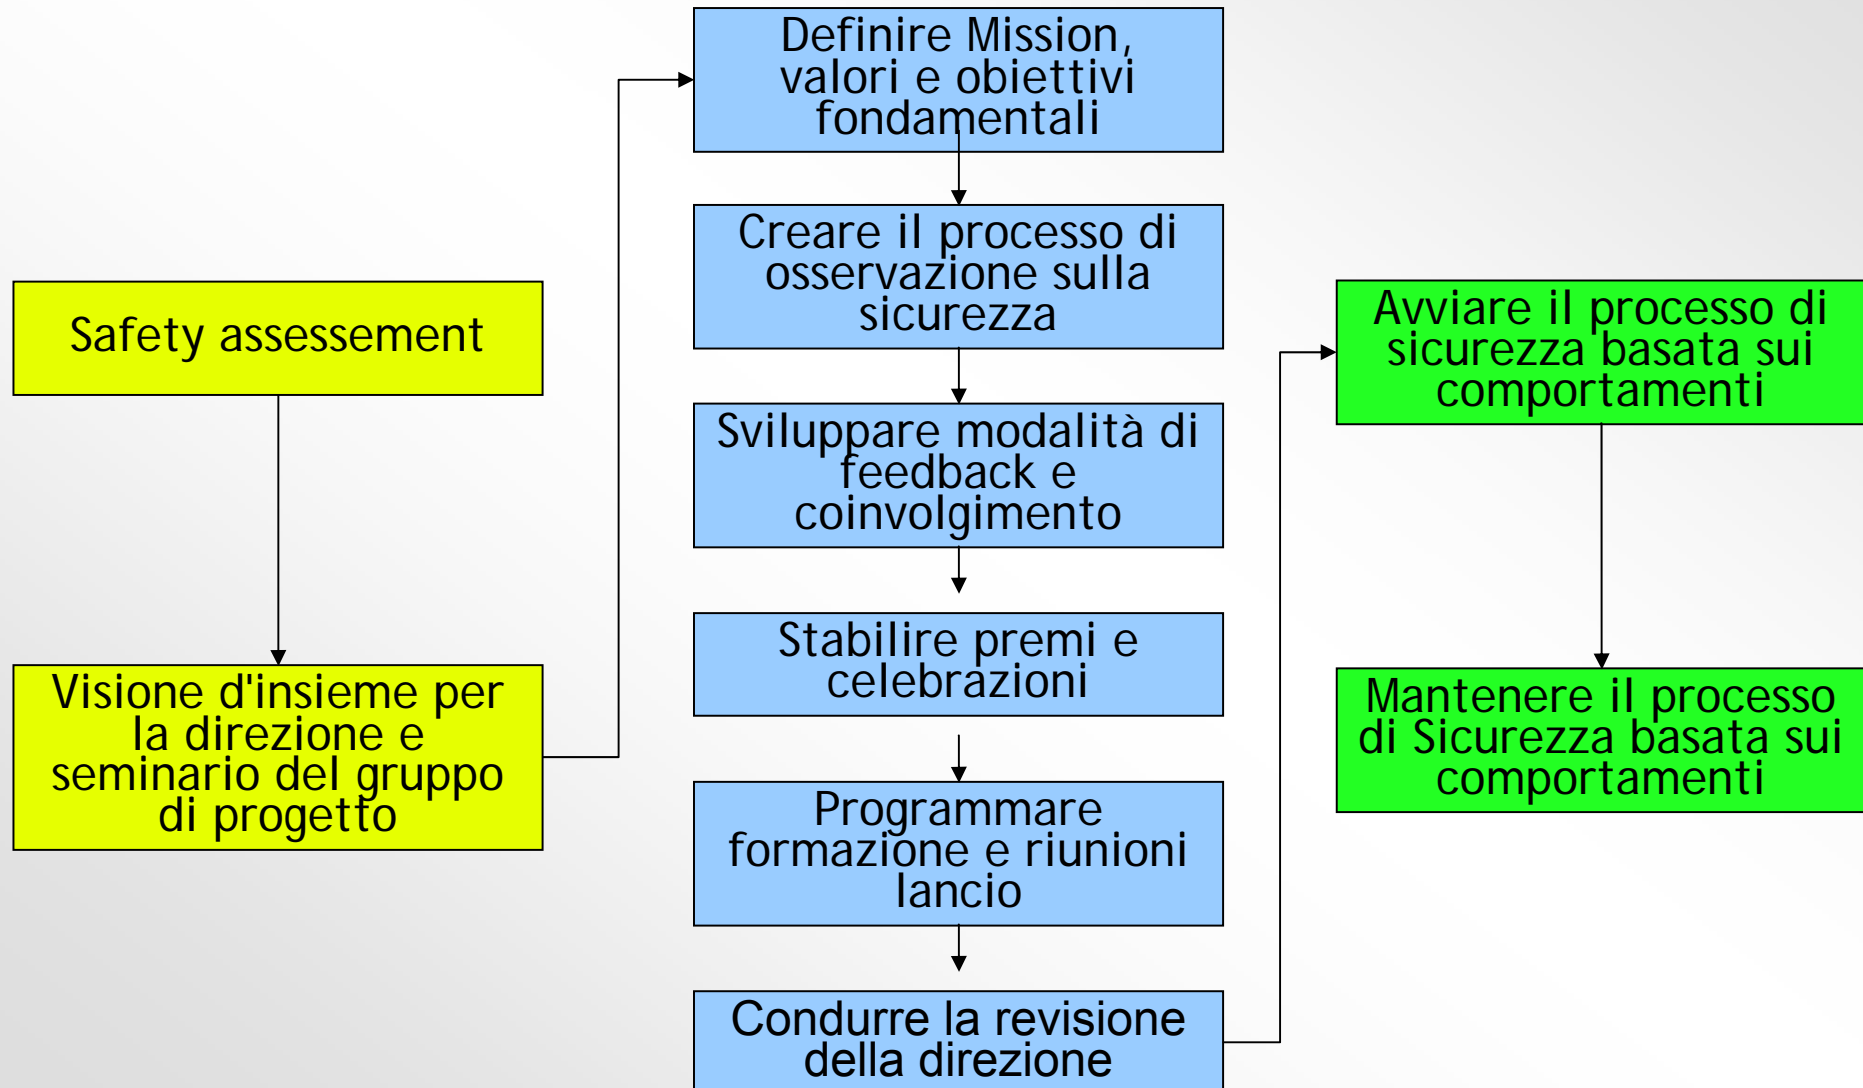 Safety assessement
Visione d'insieme per
la direzione e
seminario del gruppo
di progetto
Definire Mission,
valori e obiettivi
fondamentali
Creare il processo di
osservazione sulla
sicurezza
Sviluppare modalità di
feedback e
coinvolgimento
Stabilire premi e
celebrazioni
Programmare
formazione e riunioni
lancio
Condurre la revisione
della direzione
Avviare il processo di
sicurezza basata sui
comportamenti
Mantenere il processo
di Sicurezza basata sui
comportamenti